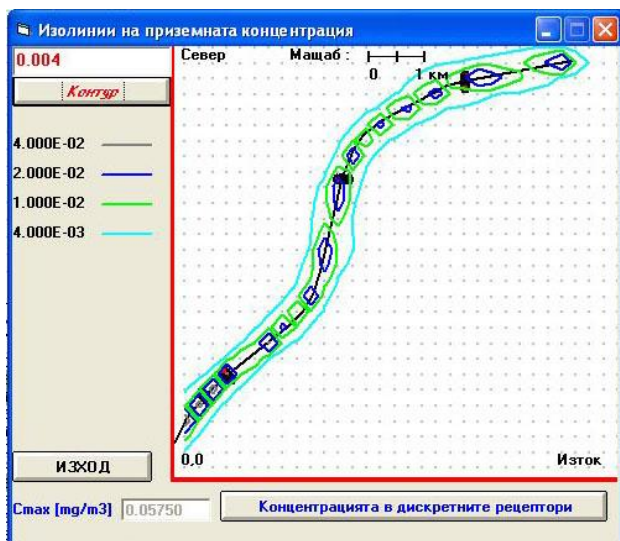 Изолинии на приземната концентрация
0.004
Контур
4.000E-02
2.000E-02
1.000E-02
4.000E-03
Север Мащаб :
0 1 км
0,0 Изток
ИЗХОД
Cmax [mg/m3] 0.05750
Концентрацията в дискретните рецептори